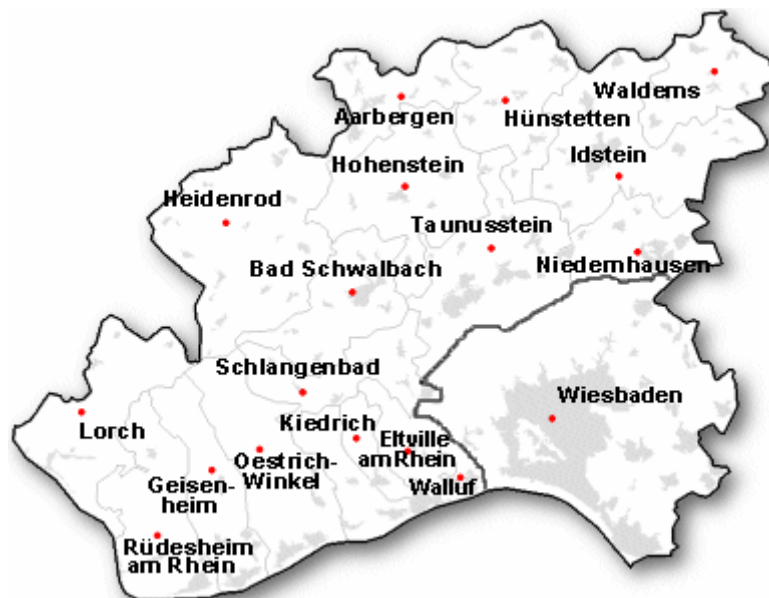 Waldems
Aarbergen
Hünstetten
Hohenstein
Idstein
Heidenrod
Taunusstein
Bad Schwalbach
Niedernhausen
Schlangenbad
Wiesbaden
Lorch
Kiedrich
Eltville
am Rhein
Oestrich-
Winkel
Geisen-
heim
Walluf
Rüdesheim
am Rhein